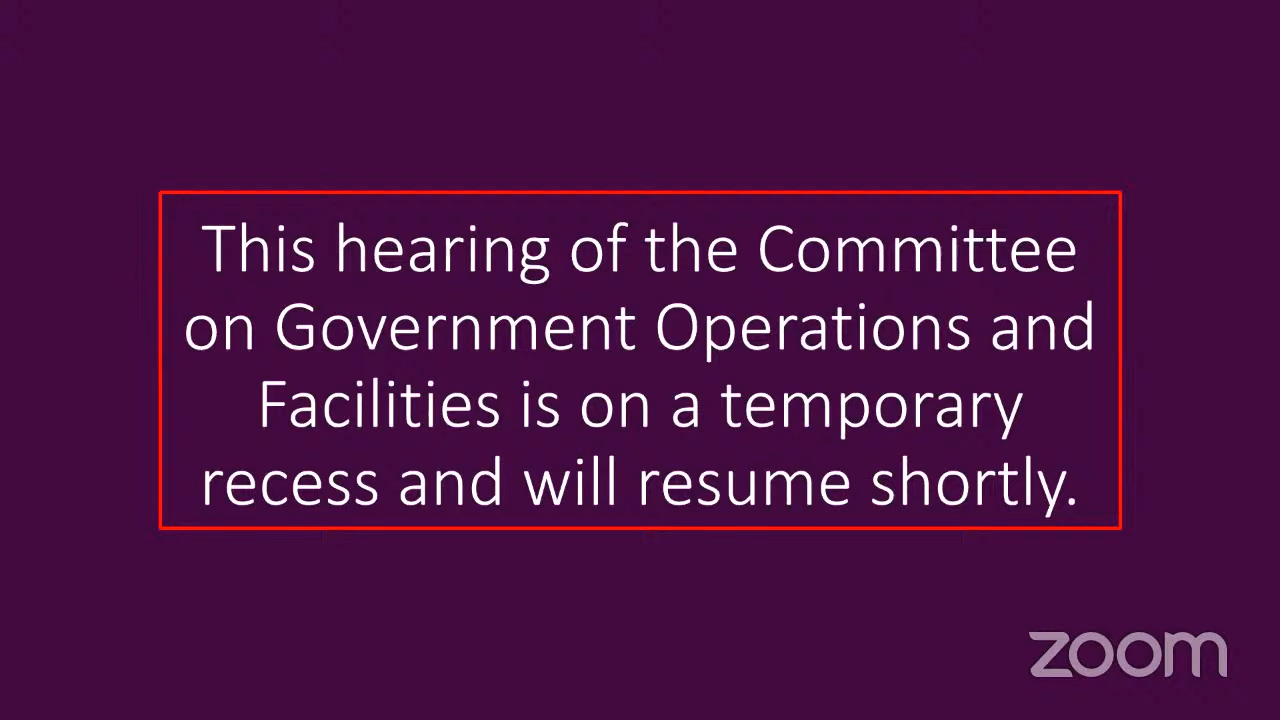 This hearing of the Committee
on Government Operations and
Facilities is on a temporary
recess and will resume shortly.
zoom